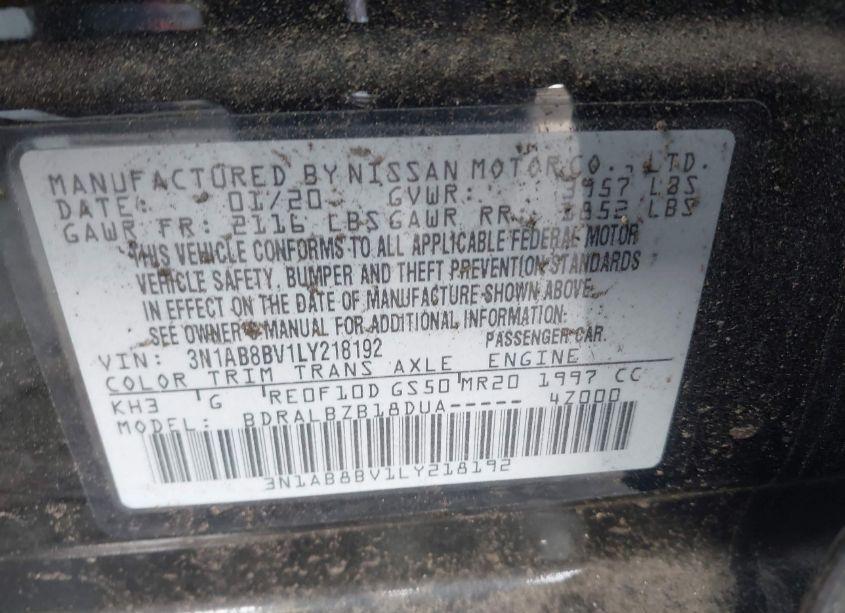 MANUFACTURED BY NISSAN MOTOR CO., LTD.
DATE: 01/20 GVWR: 3957 LBS
GAWR FR: 2116 LBS GAWR RR: 1852 LBS
THIS VEHICLE CONFORMS TO ALL APPLICABLE FEDERAL MOTOR
VEHICLE SAFETY, BUMPER AND THEFT PREVENTION STANDARDS
IN EFFECT ON THE DATE OF MANUFACTURE SHOWN ABOVE.
SEE OWNER'S MANUAL FOR ADDITIONAL INFORMATION.
VIN: 3N1AB8BV1LY218192 PASSENGER CAR
COLOR TRIM TRANS AXLE ENGINE
KH3 G RE0F10D GS50 MR20 1997 CC
MODEL: BDRALBZB18DUA----- 4Z000
3N1AB8BV1LY218192